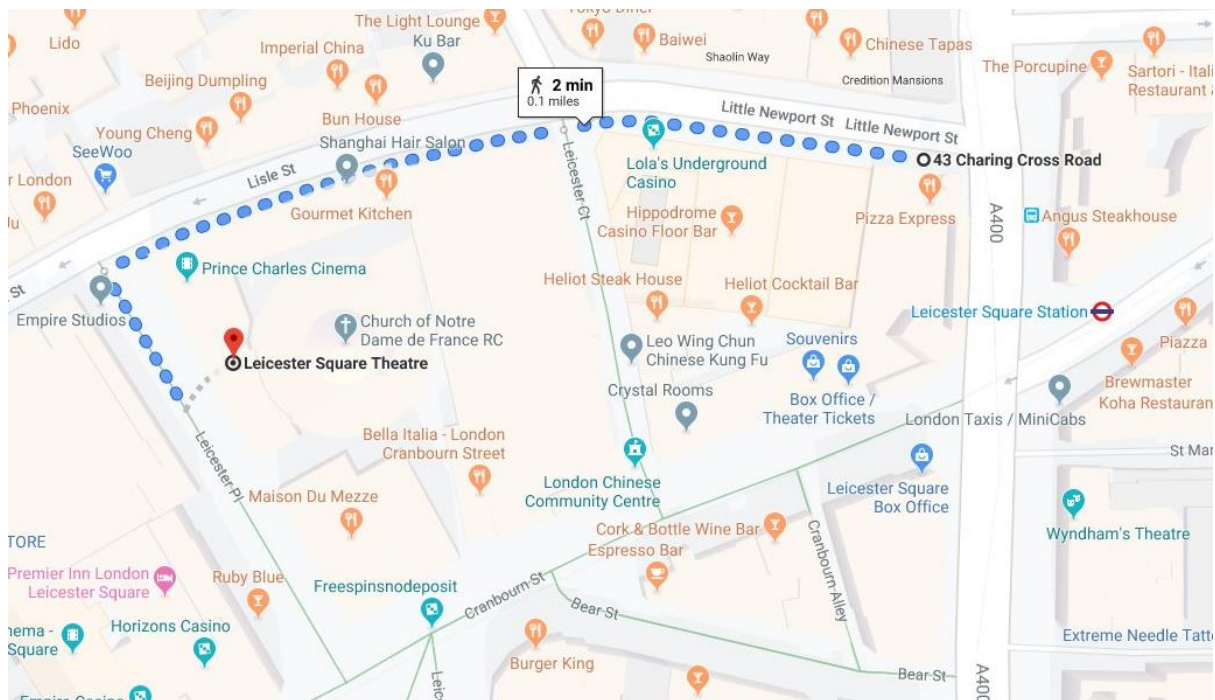 The Light Lounge
Tokyo Diner
Lido
Ku Bar
Baiwei
Chinese Tapas
Imperial China
Shaolin Way
The Porcupine
Sartori - Itali
Restaurant &
Beijing Dumpling
2 min
0.1 miles
Credition Mansions
Phoenix
Bun House
Little Newport St
Little Newport St
Young Cheng
Shanghai Hair Salon
SeeWoo
Leicester Ct
Lola's Underground
Casino
43 Charing Cross Road
Lisle St
r London
Gourmet Kitchen
Hippodrome
Casino Floor Bar
Pizza Express
A400
Angus Steakhouse
Prince Charles Cinema
Heliot Steak House
Heliot Cocktail Bar
St
Empire Studios
Church of Notre
Dame de France RC
Leicester Square Station
Leo Wing Chun
Chinese Kung Fu
Souvenirs
Piazza
Leicester Square Theatre
Crystal Rooms
Box Office /
Theater Tickets
Brewmaster
Koha Restauran
London Taxis / MiniCabs
Bella Italia - London
Cranbourn Street
St Mar
Leicester Pl
London Chinese
Community Centre
Leicester Square
Box Office
Maison Du Mezze
Cork & Bottle Wine Bar
Espresso Bar
Cranbourn Alley
Wyndham's Theatre
TORE
Premier Inn London
Leicester Square
Ruby Blue
Freespinsnodeposit
Cranbourn St
Bear St
nema -
Square
Horizons Casino
Burger King
Extreme Needle Tatt
Bear St
A400
Empire Casino
Leic